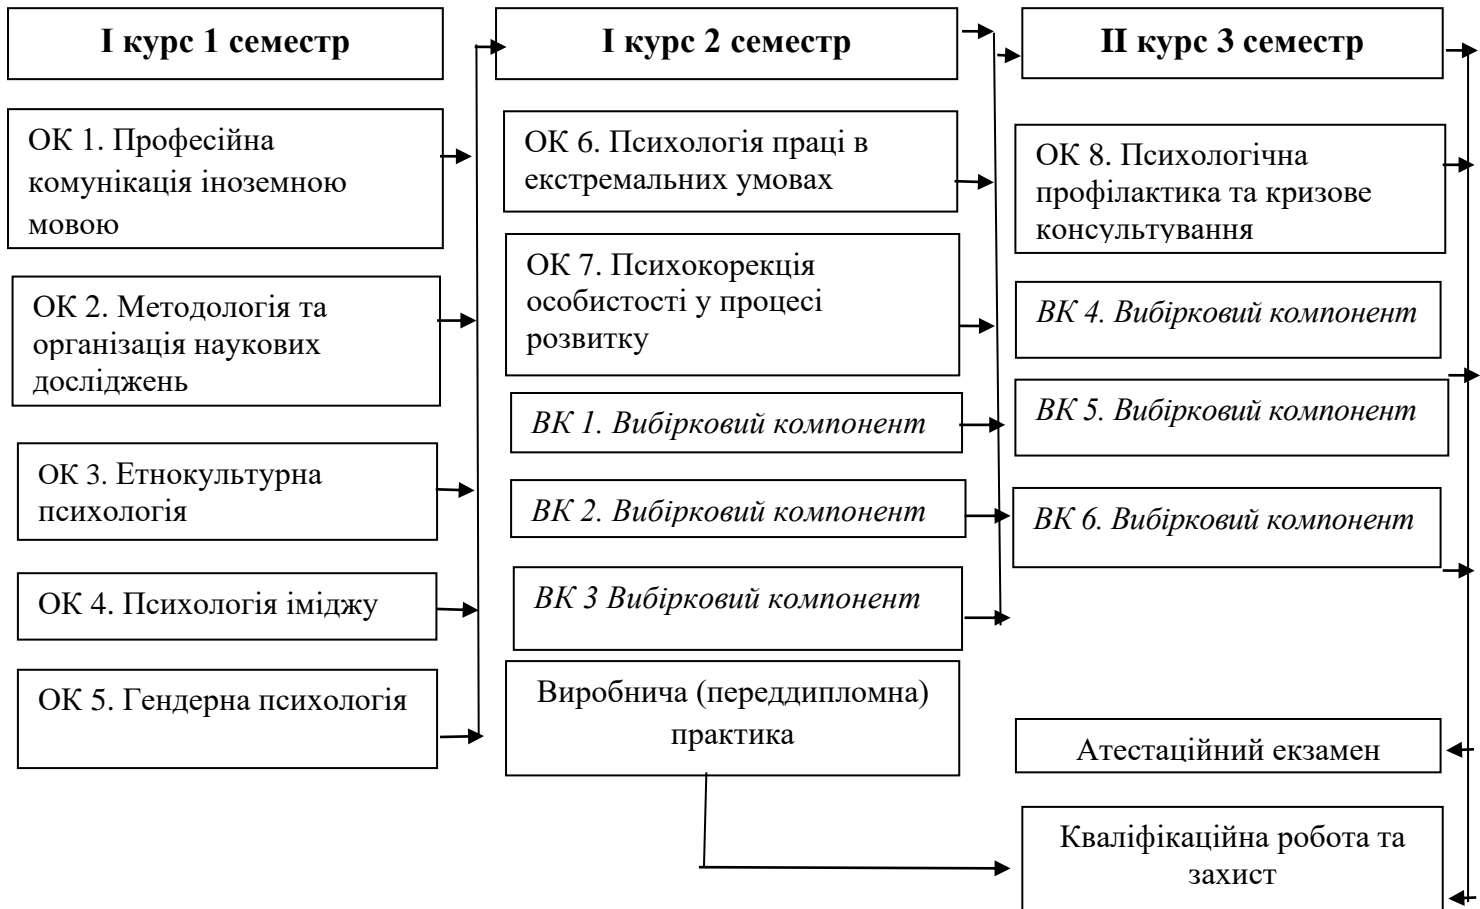 І курс 1 семестр
ОК 1. Професійна
комунікація іноземною
мовою
ОК 2. Методологія та
організація наукових
досліджень
ОК 3. Етнокультурна
психологія
ОК 4. Психологія іміджу
ОК 5. Гендерна психологія
І курс 2 семестр
ОК 6. Психологія праці в
екстремальних умовах
ОК 7. Психокорекція
особистості у процесі
розвитку
ВК 1. Вибірковий компонент
ВК 2. Вибірковий компонент
ВК 3 Вибірковий компонент
Виробнича (переддипломна)
практика
ІІ курс 3 семестр
ОК 8. Психологічна
профілактика та кризове
консультування
ВК 4. Вибірковий компонент
ВК 5. Вибірковий компонент
ВК 6. Вибірковий компонент
Атестаційний екзамен
Кваліфікаційна робота та
захист